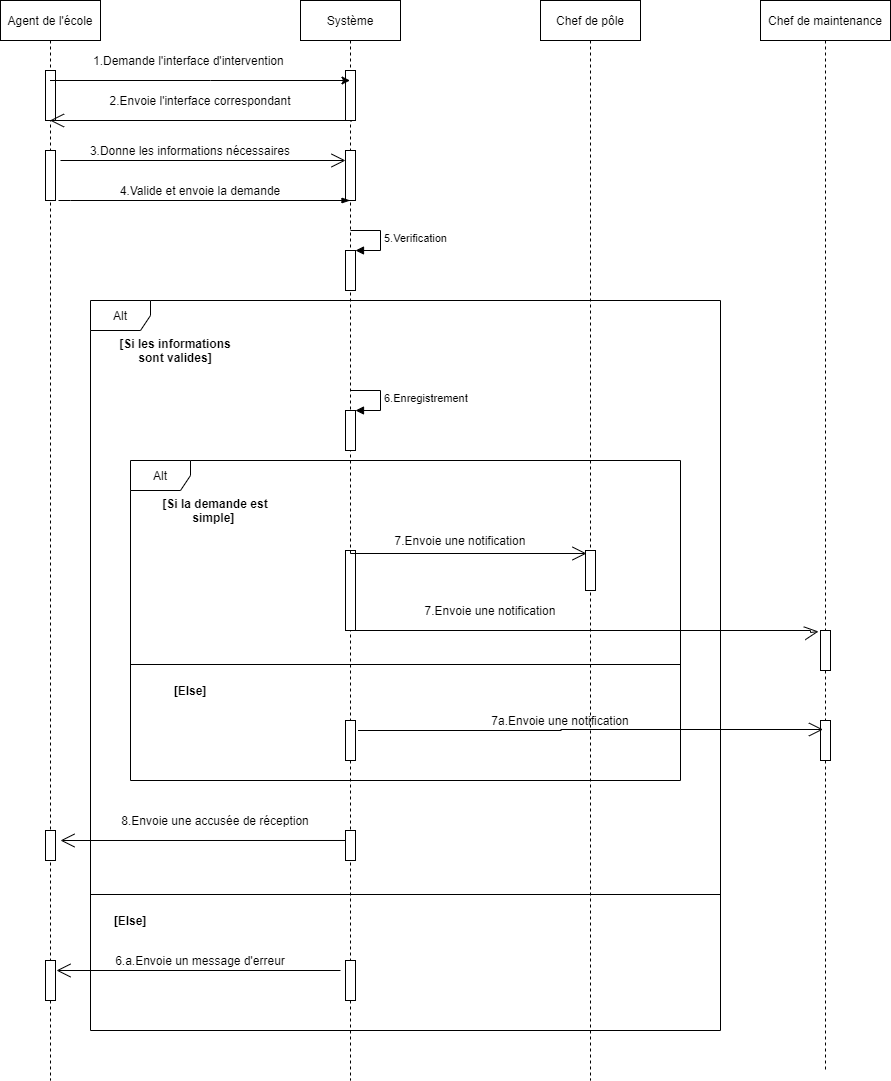 Agent de l'école
Système
Chef de pôle
Chef de maintenance
1.Demande l'interface d'intervention
2.Envoie l'interface correspondant
3.Donne les informations nécessaires
4.Valide et envoie la demande
5.Verification
Alt
[Si les informations
sont valides]
6.Enregistrement
Alt
[Si la demande est
simple]
7.Envoie une notification
7.Envoie une notification
[Else]
7a.Envoie une notification
8.Envoie une accusée de réception
[Else]
6.a.Envoie un message d'erreur